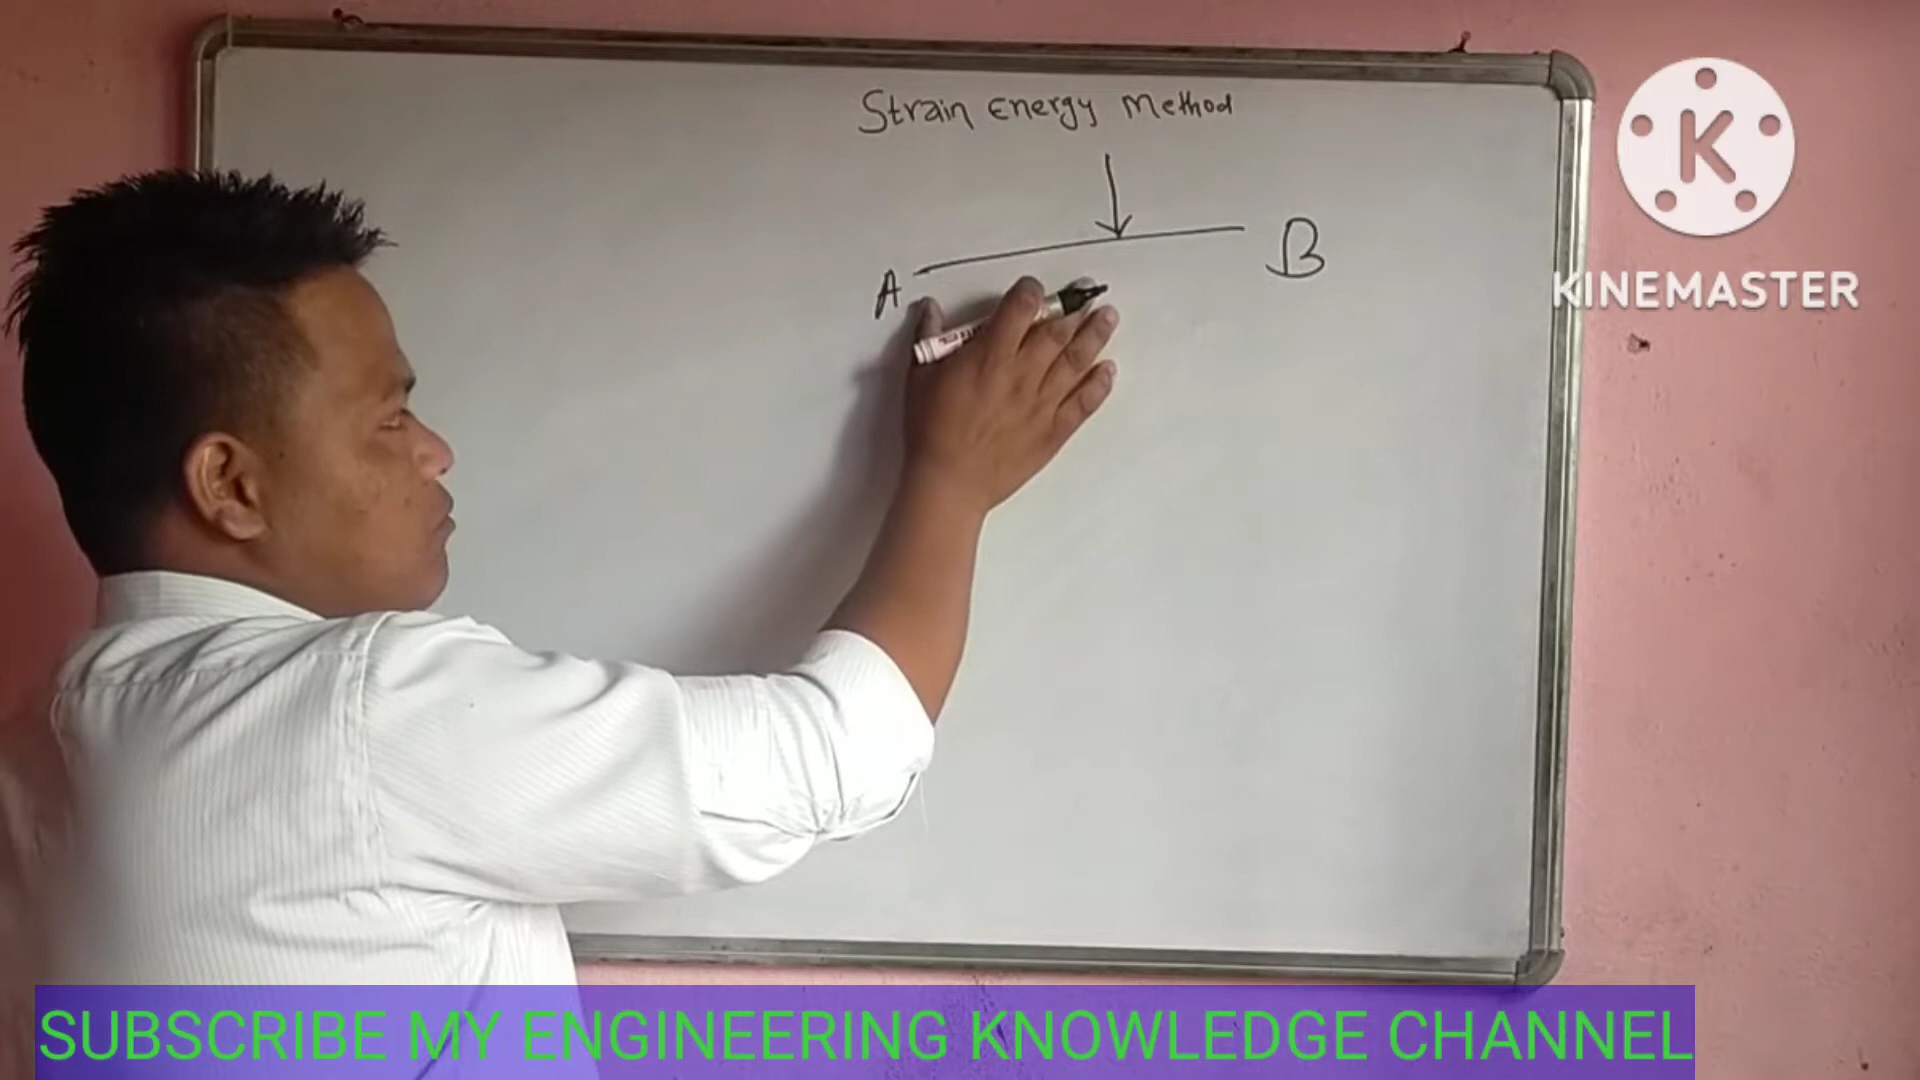 Strain Energy Method
A
B
K
KINEMASTER
SUBSCRIBE MY ENGINEERING KNOWLEDGE CHANNEL